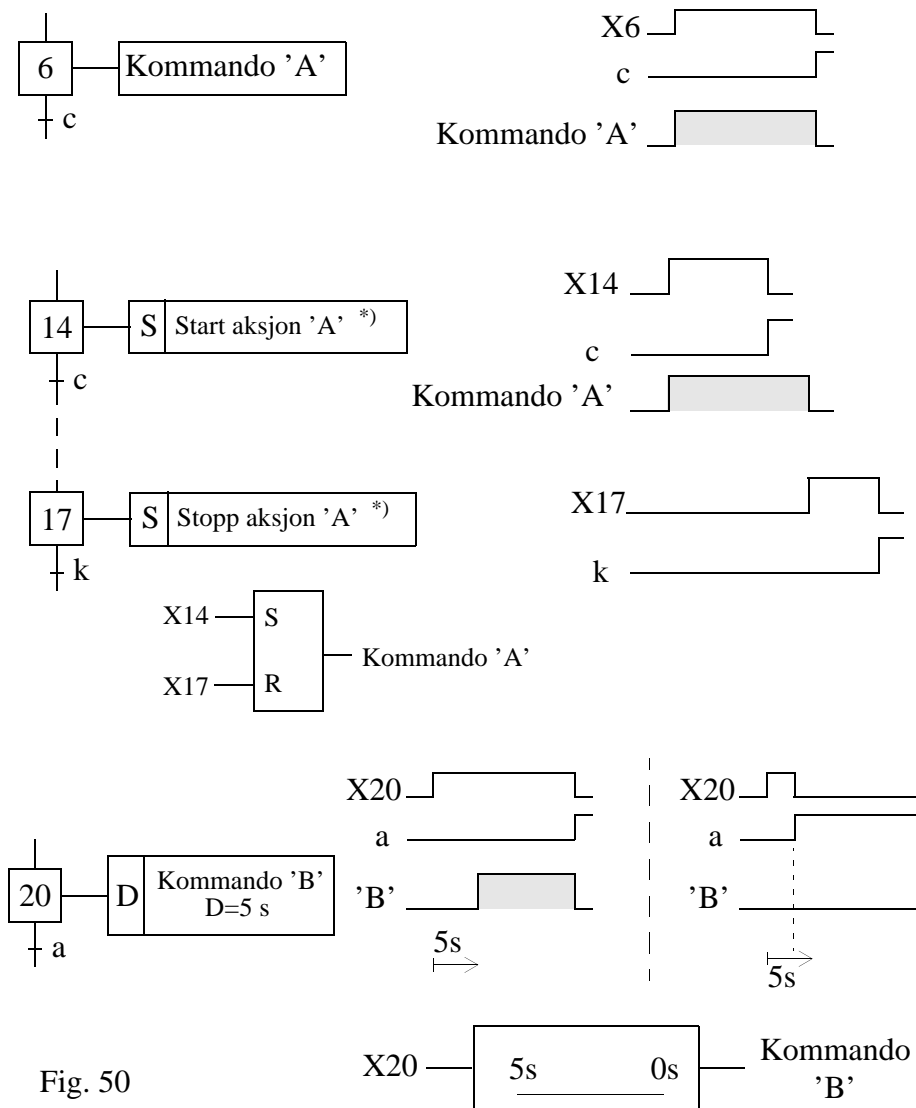 6 Kommando 'A'
c
X6
c
Kommando 'A'
14 S Start aksjon 'A' *)
c
X14
c
Kommando 'A'
17 S Stopp aksjon 'A' *)
k
X17
k
X14 S
X17 R
Kommando 'A'
20 D Kommando 'B'
D=5 s
a
X20
a
'B'
5s
X20
a
'B'
5s
X20 5s 0s Kommando
'B'
Fig. 50